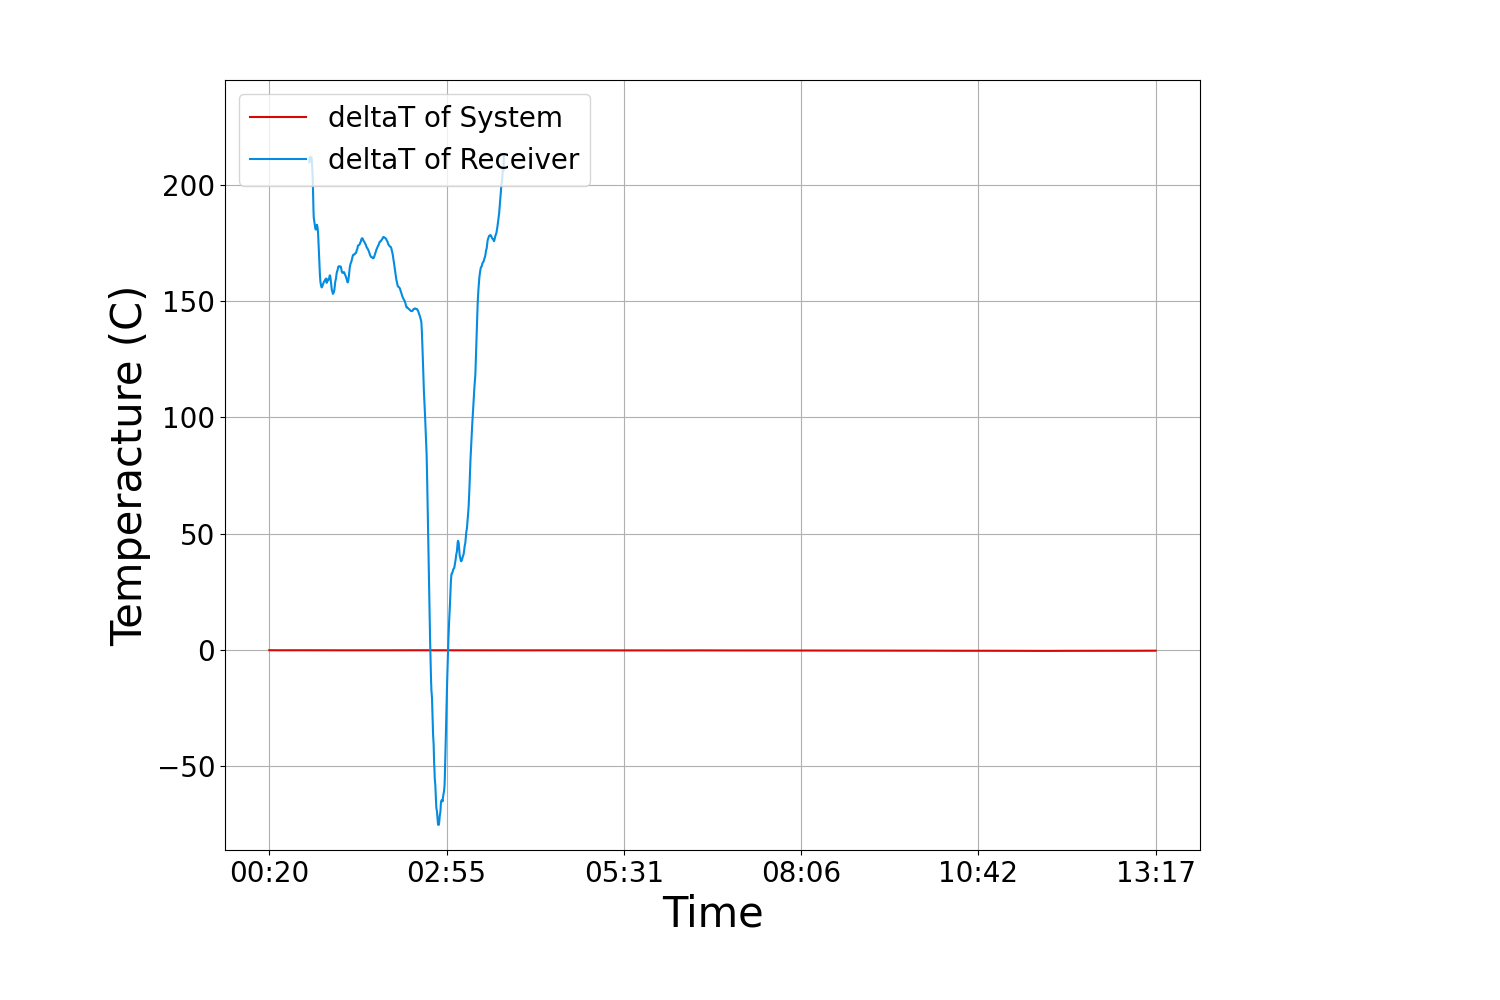 deltaT of System
deltaT of Receiver
200
150
100
50
0
−50
Temperacture (C)
00:20 02:55 05:31 08:06 10:42 13:17
Time